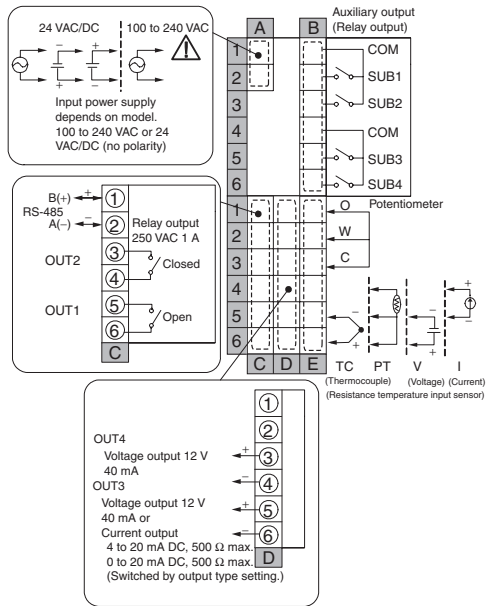 24 VAC/DC
100 to 240 VAC
Input power supply
depends on model.
100 to 240 VAC or 24
VAC/DC (no polarity)
A
B
Auxiliary output
(Relay output)
1
COM
2
SUB1
3
SUB2
4
COM
5
SUB3
6
SUB4
B(+)
RS-485
A(−)
1
2
Relay output
250 VAC 1 A
OUT2
3
Closed
4
OUT1
5
Open
6
C
1
O
Potentiometer
2
W
3
C
4
5
6
C D E
TC PT V I
(Thermocouple)
(Voltage) (Current)
(Resistance temperature input sensor)
1
2
OUT4
Voltage output 12 V
40 mA
3
4
OUT3
Voltage output 12 V
40 mA or
5
Current output
6
4 to 20 mA DC, 500 Ω max.
0 to 20 mA DC, 500 Ω max.
(Switched by output type setting.)
D